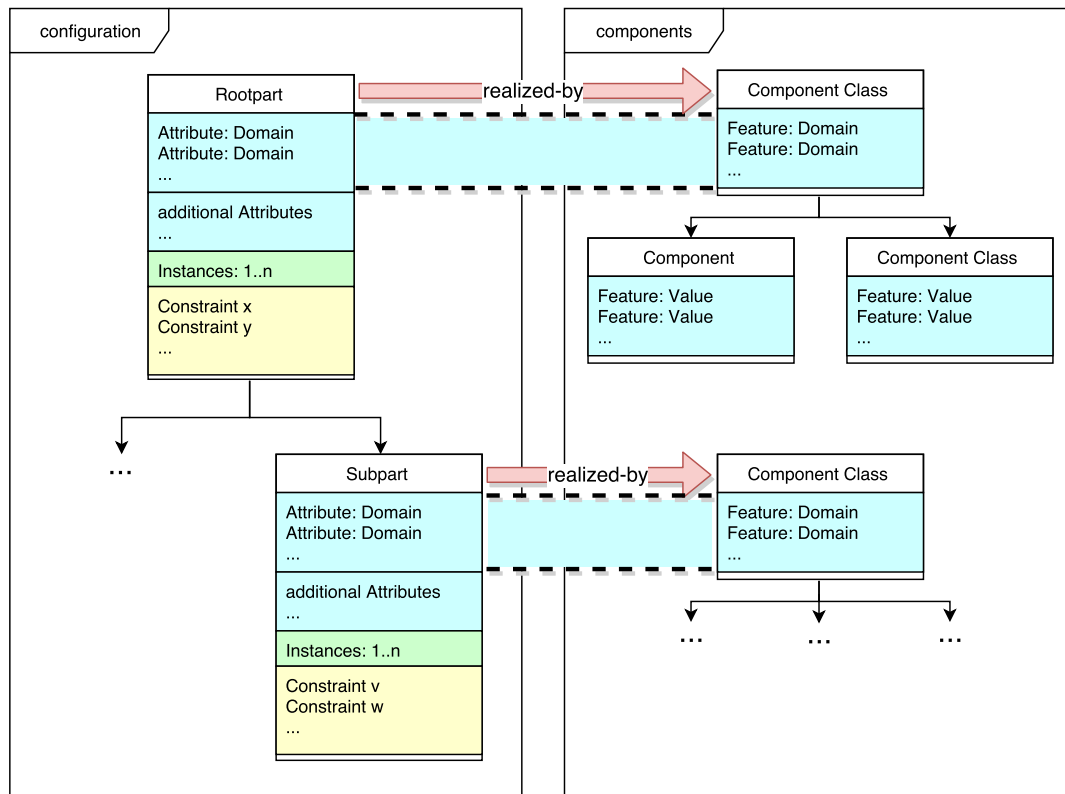 configuration
components
Rootpart
Attribute: Domain
Attribute: Domain
...
additional Attributes
...
Instances: 1..n
Constraint x
Constraint y
...
realized-by
Component Class
Feature: Domain
Feature: Domain
...
Component
Feature: Value
Feature: Value
...
Component Class
Feature: Value
Feature: Value
...
...
Subpart
Attribute: Domain
Attribute: Domain
...
additional Attributes
...
Instances: 1..n
Constraint v
Constraint w
...
realized-by
Component Class
Feature: Domain
Feature: Domain
...
...
...
...